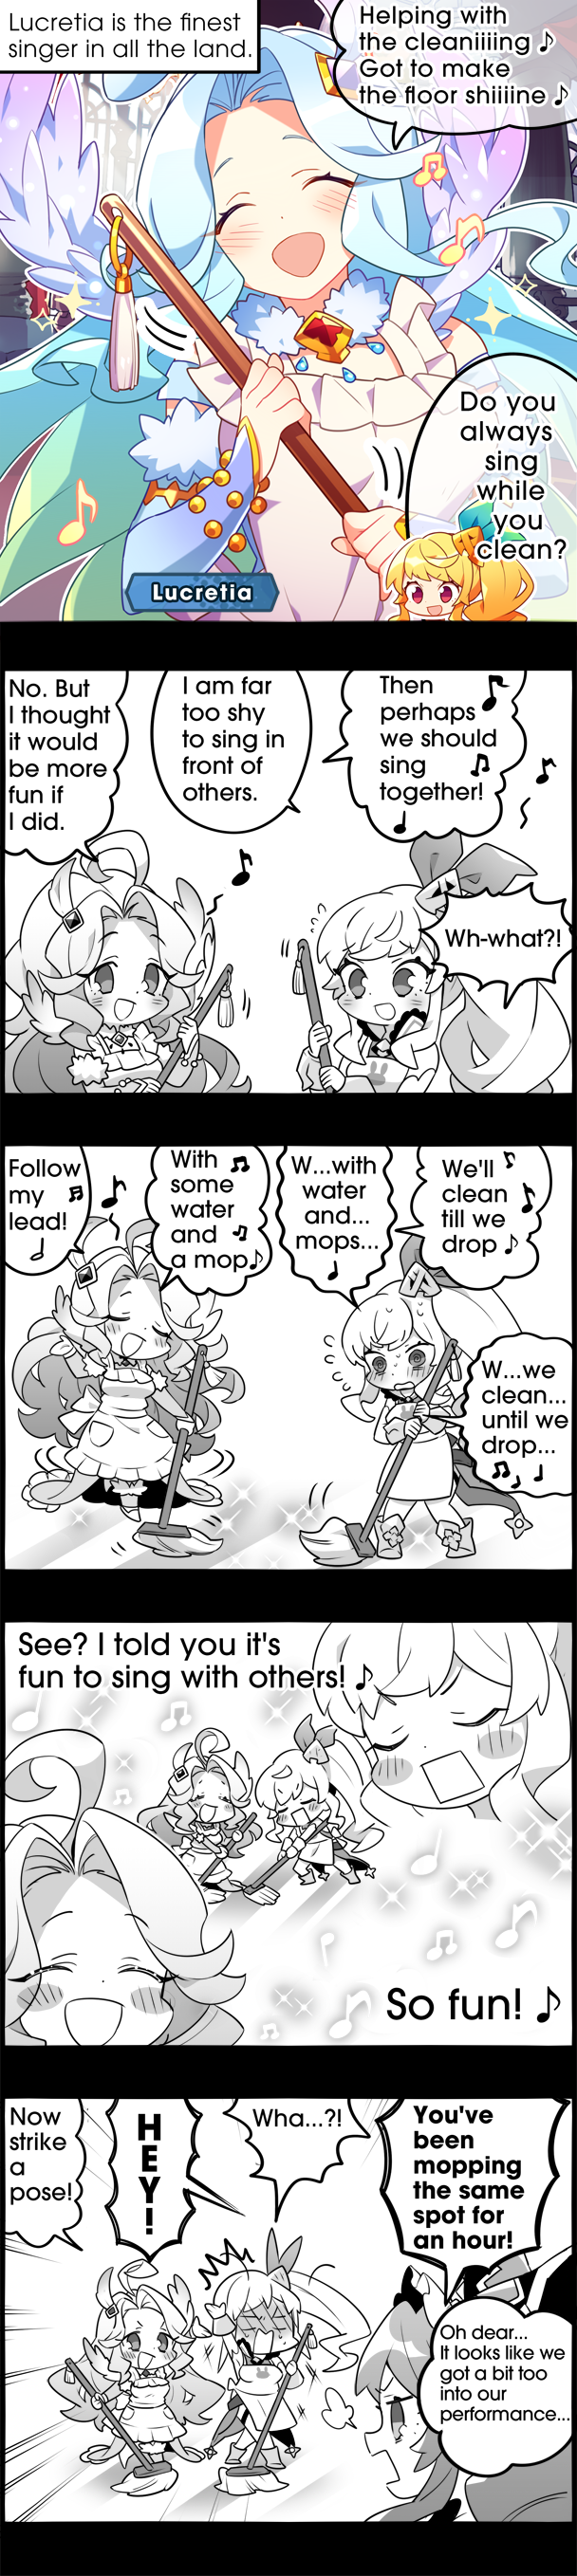 Lucretia is the finest
singer in all the land.
Helping with
the cleaniiiing ♪
Got to make
the floor shiiiine ♪
Do you
always
sing
while
you
clean?
Lucretia
No. But
I thought
it would
be more
fun if
I did.
I am far
too shy
to sing in
front of
others.
Then
perhaps
we should
sing
together!
Wh-what?!
Follow
my
lead!
With
some
water
and
a mop♪
W...with
water
and...
mops...
We'll
clean
till we
drop ♪
W...we
clean...
until we
drop...
See? I told you it's
fun to sing with others! ♪
So fun! ♪
Now
strike
a
pose!
HEY!
Wha...?!
You've
been
mopping
the same
spot for
an hour!
Oh dear...
It looks like we
got a bit too
into our
performance...